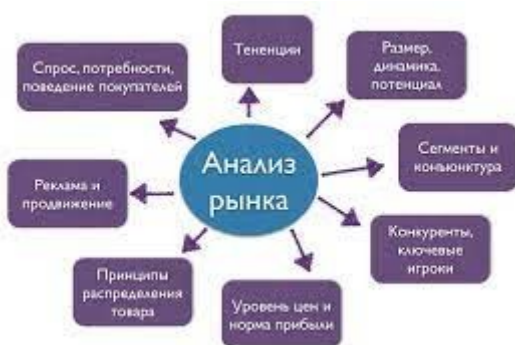 Тененции
Размер,
динамика,
потенциал
Спрос, потребности,
поведение покупателей
Анализ
рынка
Сегменты и
конъюнктура
Реклама и
продвижение
Конкуренты,
ключевые
игроки
Принципы
распределения
товара
Уровень цен и
норма прибыли